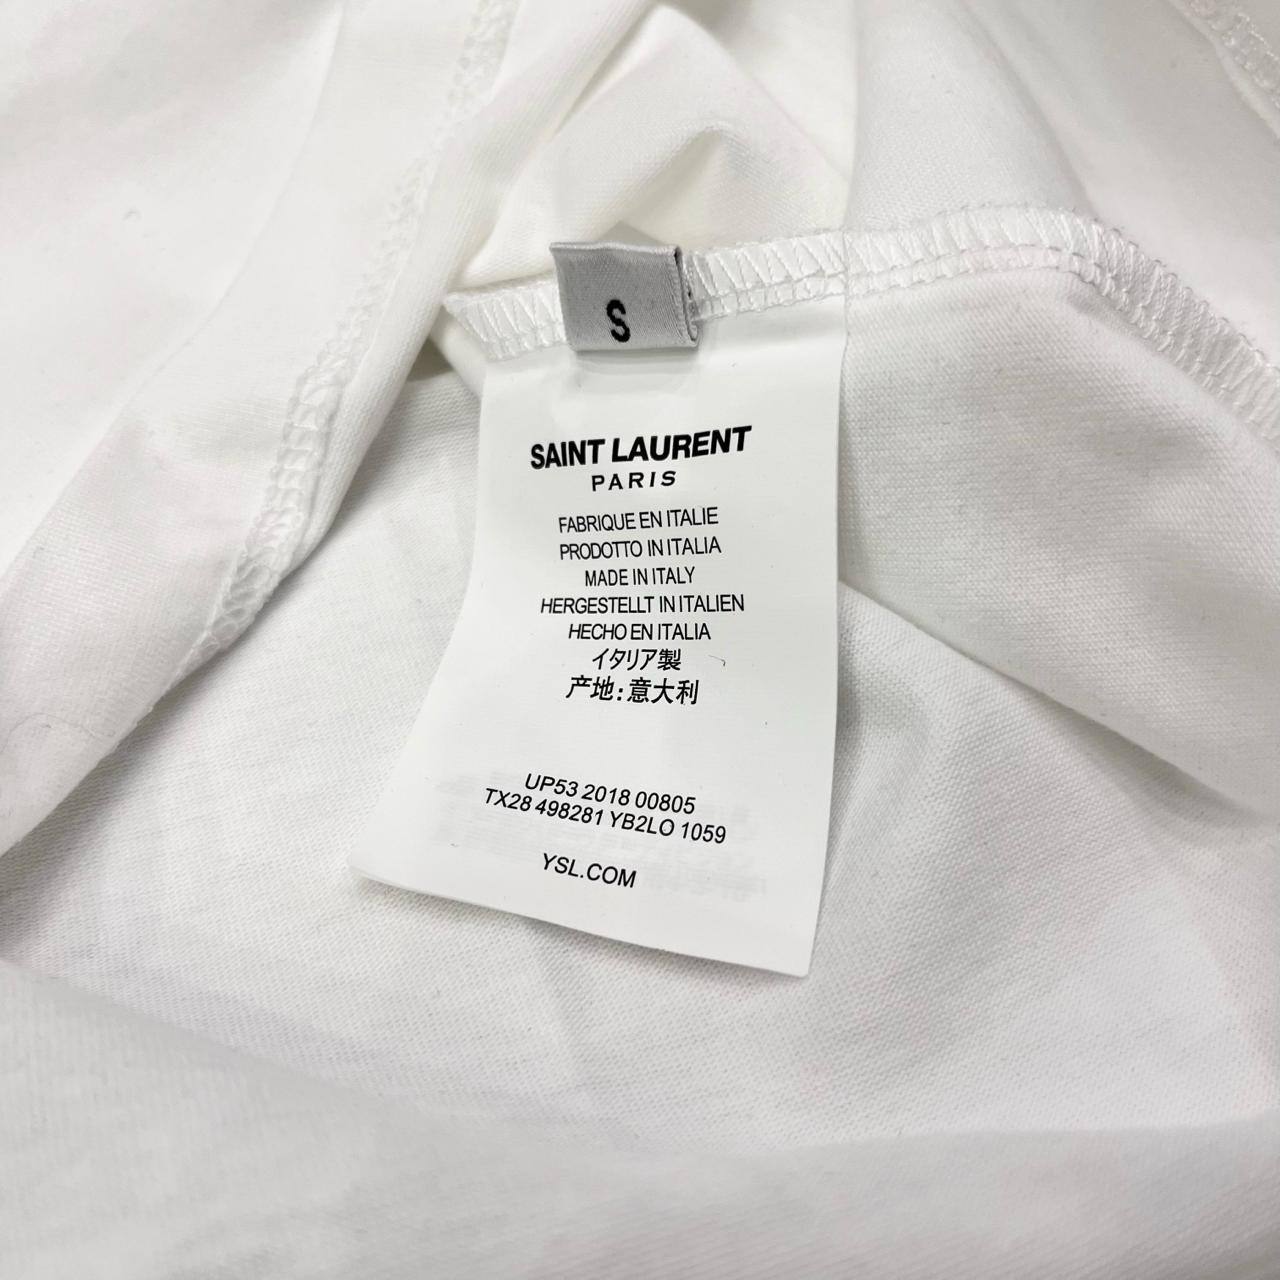 S
SAINT LAURENT
PARIS
FABRIQUE EN ITALIE
PRODOTTO IN ITALIA
MADE IN ITALY
HERGESTELLT IN ITALIEN
HECHO EN ITALIA
イタリア製
产地:意大利
UP53 2018 00805
TX28 498281 YB2LO 1059
YSL.COM